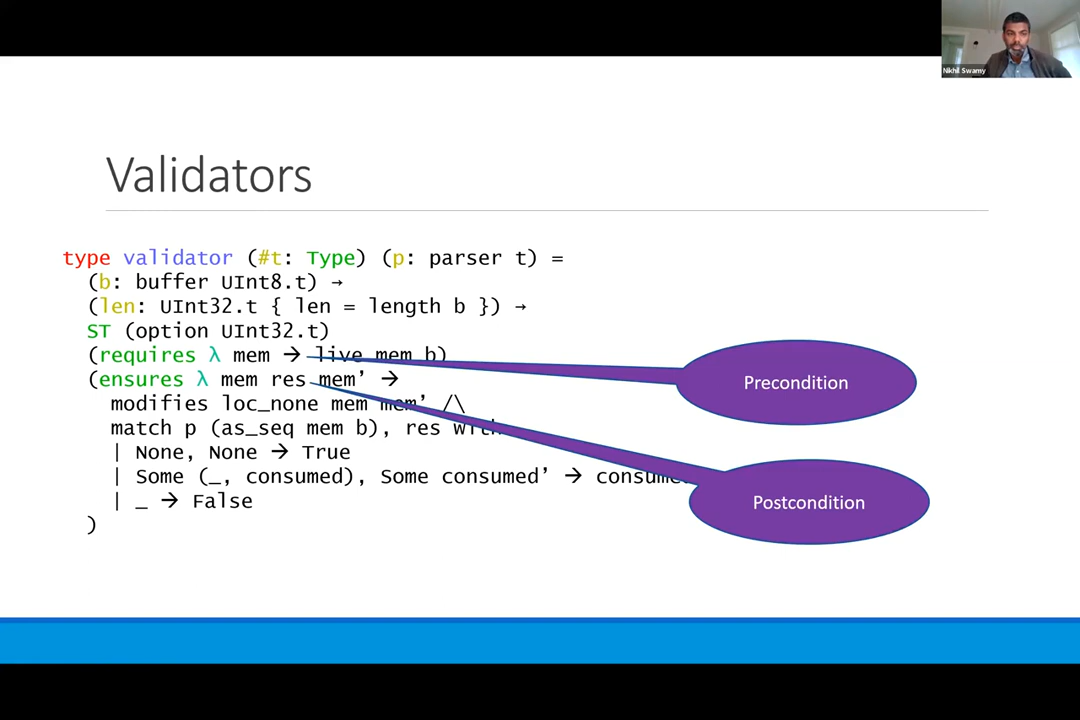 Nikhil Swamy
Validators
type validator (#t: Type) (p: parser t) =
(b: buffer UInt8.t) →
(len: UInt32.t { len = length b }) →
ST (option UInt32.t)
(requires λ mem → live mem b)
(ensures λ mem res mem’ →
modifies loc_none mem mem’ /\
match p (as_seq mem b), res with
| None, None → True
| Some (_, consumed), Some consumed’ →
| _ → False
)
Precondition
Postcondition